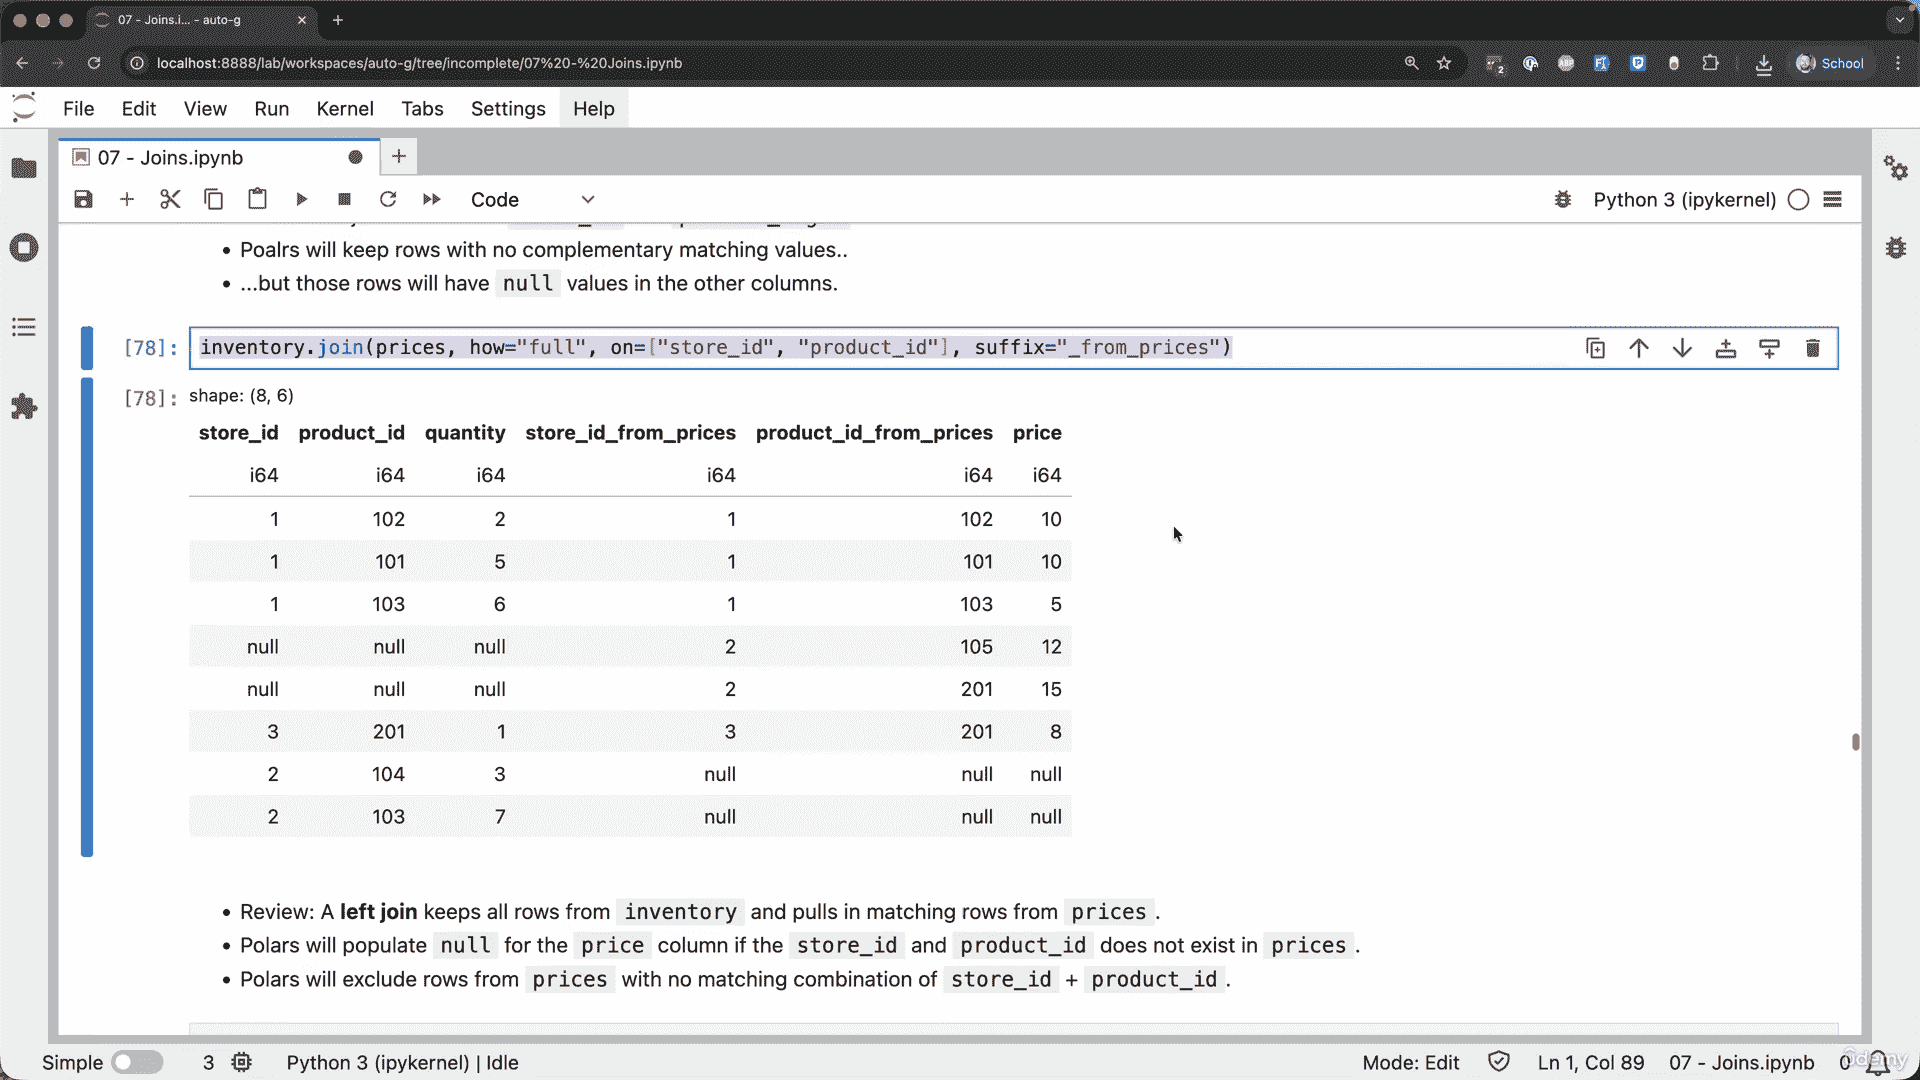 07 - Joins.i... - auto-g
localhost:8888/lab/workspaces/auto-g/tree/incomplete/07%20-%20Joins.ipynb
2
ABP
School
File Edit View Run Kernel Tabs Settings Help
07 - Joins.ipynb
Code
Python 3 (ipykernel)
Poalrs will keep rows with no complementary matching values..
...but those rows will have null values in the other columns.
[78]: inventory.join(prices, how="full", on=["store_id", "product_id"], suffix="_from_prices")
[78]: shape: (8, 6)
store_id product_id quantity store_id_from_prices product_id_from_prices price
i64 i64 i64 i64 i64 i64
1 102 2 1 102 10
1 101 5 1 101 10
1 103 6 1 103 5
null null null 2 105 12
null null null 2 201 15
3 201 1 3 201 8
2 104 3 null null null
2 103 7 null null null
Review: A left join keeps all rows from inventory and pulls in matching rows from prices .
Polars will populate null for the price column if the store_id and product_id does not exist in prices .
Polars will exclude rows from prices with no matching combination of store_id + product_id .
Simple 3 Python 3 (ipykernel) | Idle Mode: Edit Ln 1, Col 89 07 - Joins.ipynb 0
udemy